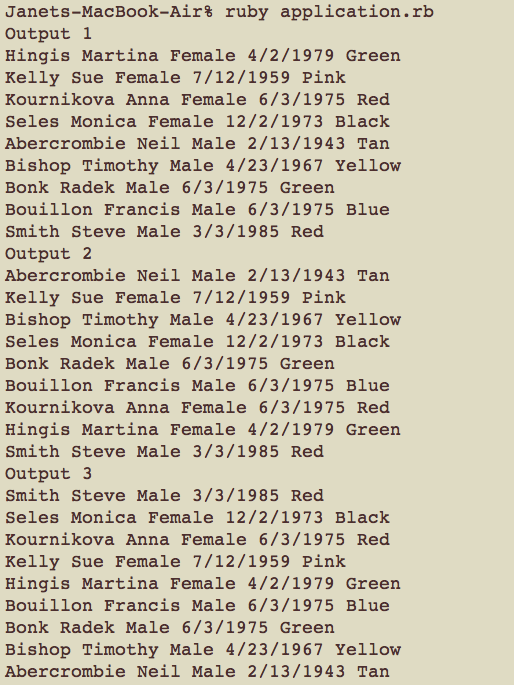 Janets-MacBook-Air% ruby application.rb
Output 1
Hingis Martina Female 4/2/1979 Green
Kelly Sue Female 7/12/1959 Pink
Kournikova Anna Female 6/3/1975 Red
Seles Monica Female 12/2/1973 Black
Abercrombie Neil Male 2/13/1943 Tan
Bishop Timothy Male 4/23/1967 Yellow
Bonk Radek Male 6/3/1975 Green
Bouillon Francis Male 6/3/1975 Blue
Smith Steve Male 3/3/1985 Red
Output 2
Abercrombie Neil Male 2/13/1943 Tan
Kelly Sue Female 7/12/1959 Pink
Bishop Timothy Male 4/23/1967 Yellow
Seles Monica Female 12/2/1973 Black
Bonk Radek Male 6/3/1975 Green
Bouillon Francis Male 6/3/1975 Blue
Kournikova Anna Female 6/3/1975 Red
Hingis Martina Female 4/2/1979 Green
Smith Steve Male 3/3/1985 Red
Output 3
Smith Steve Male 3/3/1985 Red
Seles Monica Female 12/2/1973 Black
Kournikova Anna Female 6/3/1975 Red
Kelly Sue Female 7/12/1959 Pink
Hingis Martina Female 4/2/1979 Green
Bouillon Francis Male 6/3/1975 Blue
Bonk Radek Male 6/3/1975 Green
Bishop Timothy Male 4/23/1967 Yellow
Abercrombie Neil Male 2/13/1943 Tan